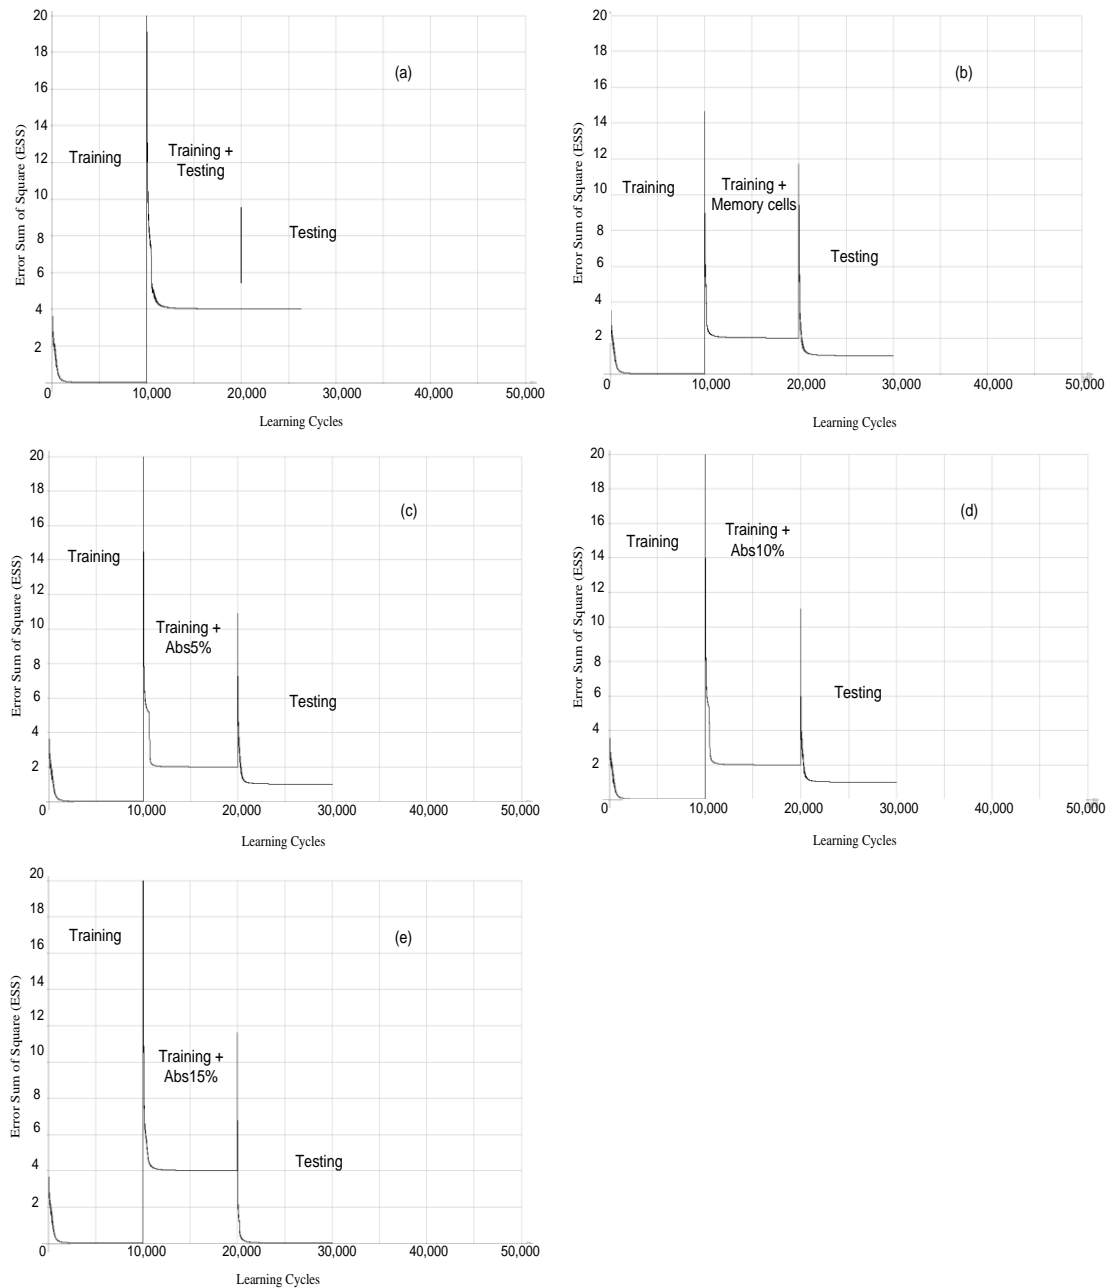 20
18
16
14
12
10
8
6
4
2
0
10,000
20,000
30,000
40,000
50,000
Error Sum of Square (ESS)
Learning Cycles
(a)
Training
Training +
Testing
Testing
20
18
16
14
12
10
8
6
4
2
0
10,000
20,000
30,000
40,000
50,000
Error Sum of Square (ESS)
Learning Cycles
(b)
Training
Training +
Memory cells
Testing
20
18
16
14
12
10
8
6
4
2
0
10,000
20,000
30,000
40,000
50,000
Error Sum of Square (ESS)
Learning Cycles
(c)
Training
Training +
Abs5%
Testing
20
18
16
14
12
10
8
6
4
2
0
10,000
20,000
30,000
40,000
50,000
Error Sum of Square (ESS)
Learning Cycles
(d)
Training
Training +
Abs10%
Testing
20
18
16
14
12
10
8
6
4
2
0
10,000
20,000
30,000
40,000
50,000
Error Sum of Square (ESS)
Learning Cycles
(e)
Training
Training +
Abs15%
Testing